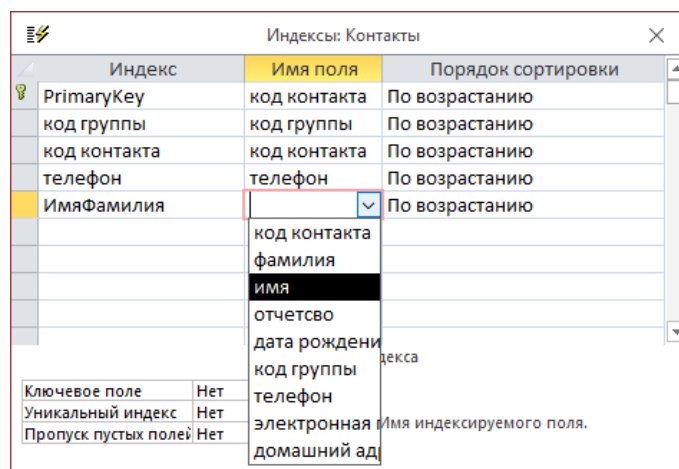 Индексы: Контакты
Индекс Имя поля Порядок сортировки
PrimaryKey код контакта По возрастанию
код группы код группы По возрастанию
код контакта код контакта По возрастанию
телефон телефон По возрастанию
ИмяФамилия По возрастанию
код контакта
фамилия
имя
отчетсво
дата рождени
код группы
телефон
электронная
домашний
Ключевое поле Нет
Уникальный индекс Нет
Пропуск пустых полей Нет
Имя индексируемого поля.